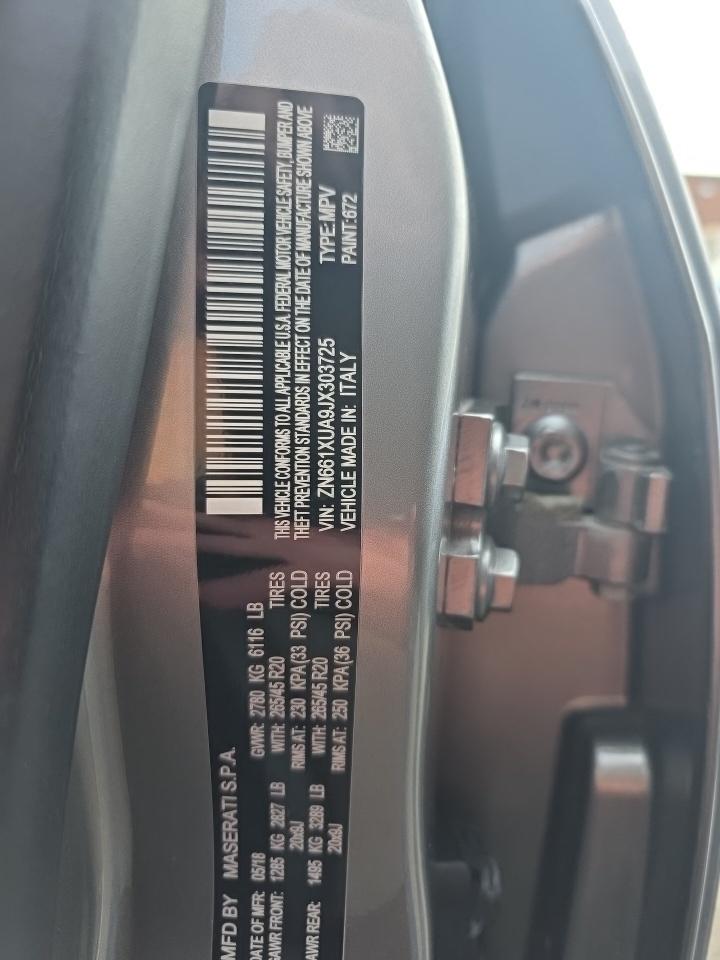 MFD BY MASERATI S.P.A.
DATE OF MFR: 05/18 GVWR: 2780 KG 6116 LB
GAWR FRONT: 1285 KG 2827 LB WITH: 265/45 R20 TIRES
20x9J RIMS AT: 230 KPA (33 PSI) COLD
AWR REAR: 1495 KG 3289 LB WITH: 265/45 R20 TIRES
20x9J RIMS AT: 250 KPA (36 PSI) COLD
THIS VEHICLE CONFORMS TO ALL APPLICABLE U.S.A. FEDERAL MOTOR VEHICLE SAFETY, BUMPER AND
THEFT PREVENTION STANDARDS IN EFFECT ON THE DATE OF MANUFACTURE SHOWN ABOVE
VIN: ZN661XUA9JX303725 TYPE: MPV
VEHICLE MADE IN: ITALY PAINT: 672